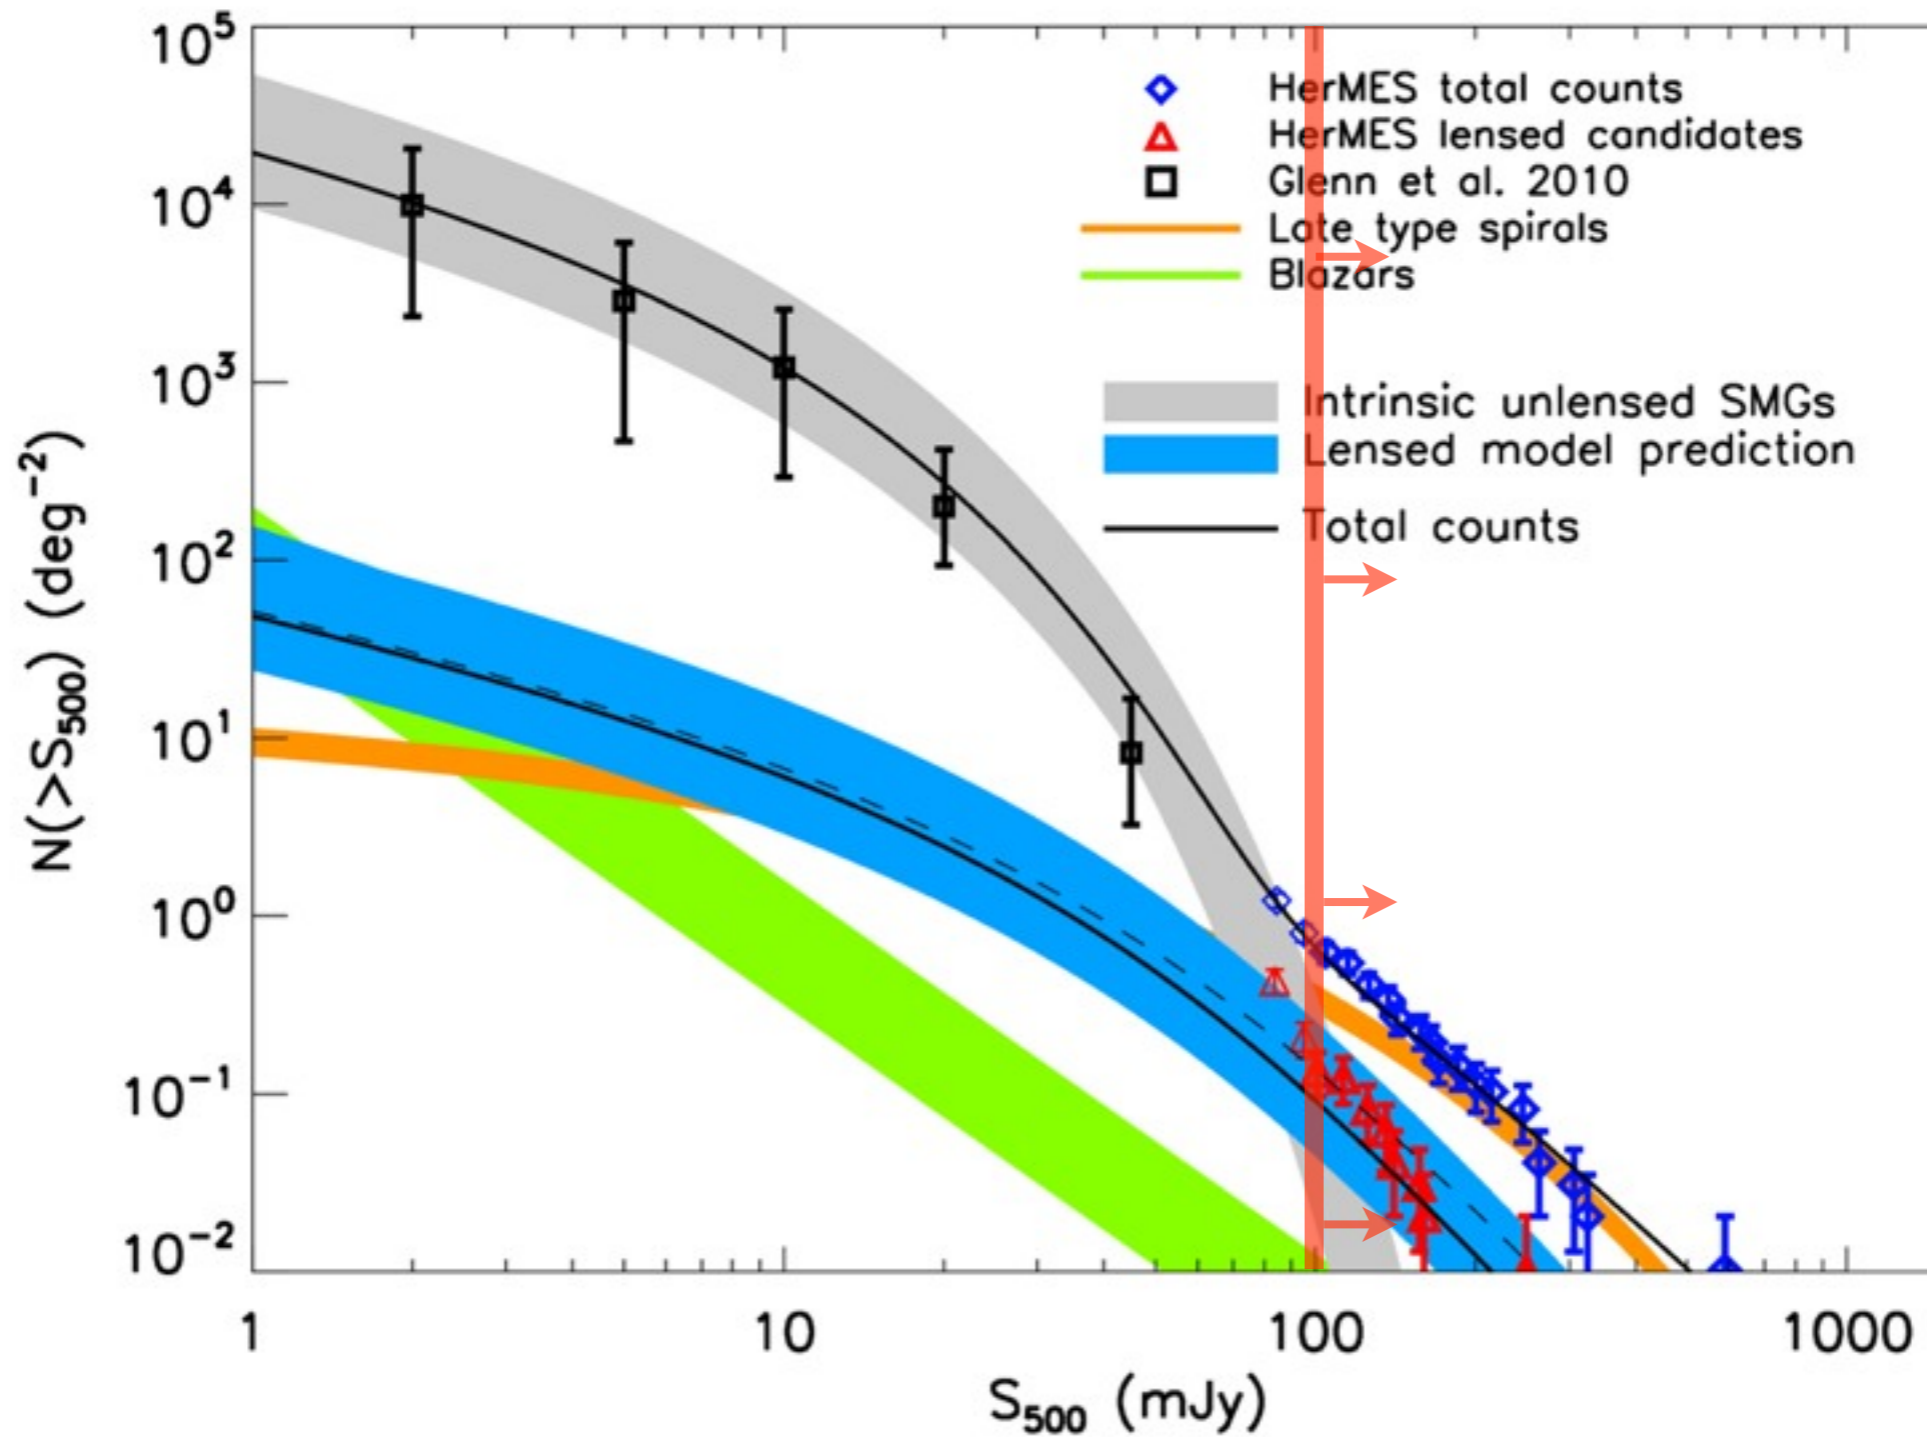 HerMES total counts
HerMES lensed candidates
Glenn et al. 2010
Late type spirals
Blazars
Intrinsic unlensed SMGs
Lensed model prediction
Total counts
N(>S₅₀₀) (deg⁻²)
10⁵
10⁴
10³
10²
10¹
10⁰
10⁻¹
10⁻²
1 10 100 1000
S₅₀₀ (mJy)